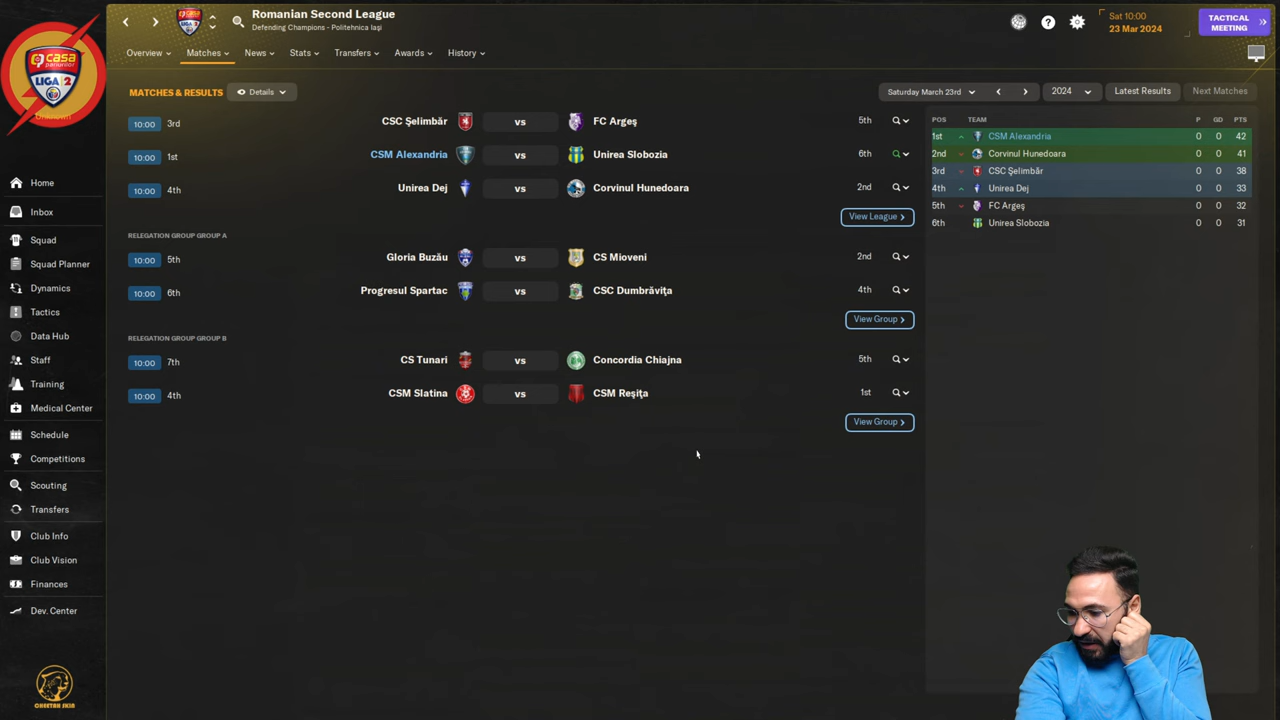 Romanian Second League
Defending Champions - Politehnica Iaşi
Sat 10:00
23 Mar 2024
TACTICAL
MEETING
Overview
Matches
News
Stats
Transfers
Awards
History
casa
pariurilor
LIGA 2
Unknown
MATCHES & RESULTS
Details
Saturday March 23rd
2024
Latest Results
Next Matches
10:00 3rd CSC Şelimbăr vs FC Argeş 5th
10:00 1st CSM Alexandria vs Unirea Slobozia 6th
10:00 4th Unirea Dej vs Corvinul Hunedoara 2nd
View League >
RELEGATION GROUP GROUP A
10:00 5th Gloria Buzău vs CS Mioveni 2nd
10:00 6th Progresul Spartac vs CSC Dumbrăviţa 4th
View Group >
RELEGATION GROUP GROUP B
10:00 7th CS Tunari vs Concordia Chiajna 5th
10:00 4th CSM Slatina vs CSM Reşiţa 1st
View Group >
POS TEAM P GD PTS
1st CSM Alexandria 0 0 42
2nd Corvinul Hunedoara 0 0 41
3rd CSC Şelimbăr 0 0 38
4th Unirea Dej 0 0 33
5th FC Argeş 0 0 32
6th Unirea Slobozia 0 0 31
Home
Inbox
Squad
Squad Planner
Dynamics
Tactics
Data Hub
Staff
Training
Medical Center
Schedule
Competitions
Scouting
Transfers
Club Info
Club Vision
Finances
Dev. Center
CHEETAH SKIN